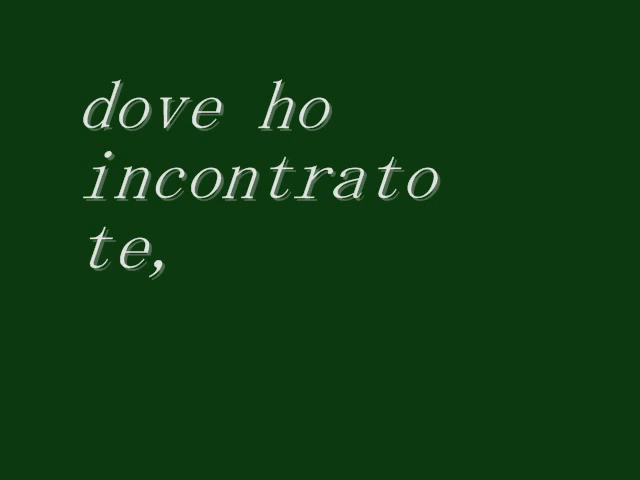 dove ho
incontrato
te,